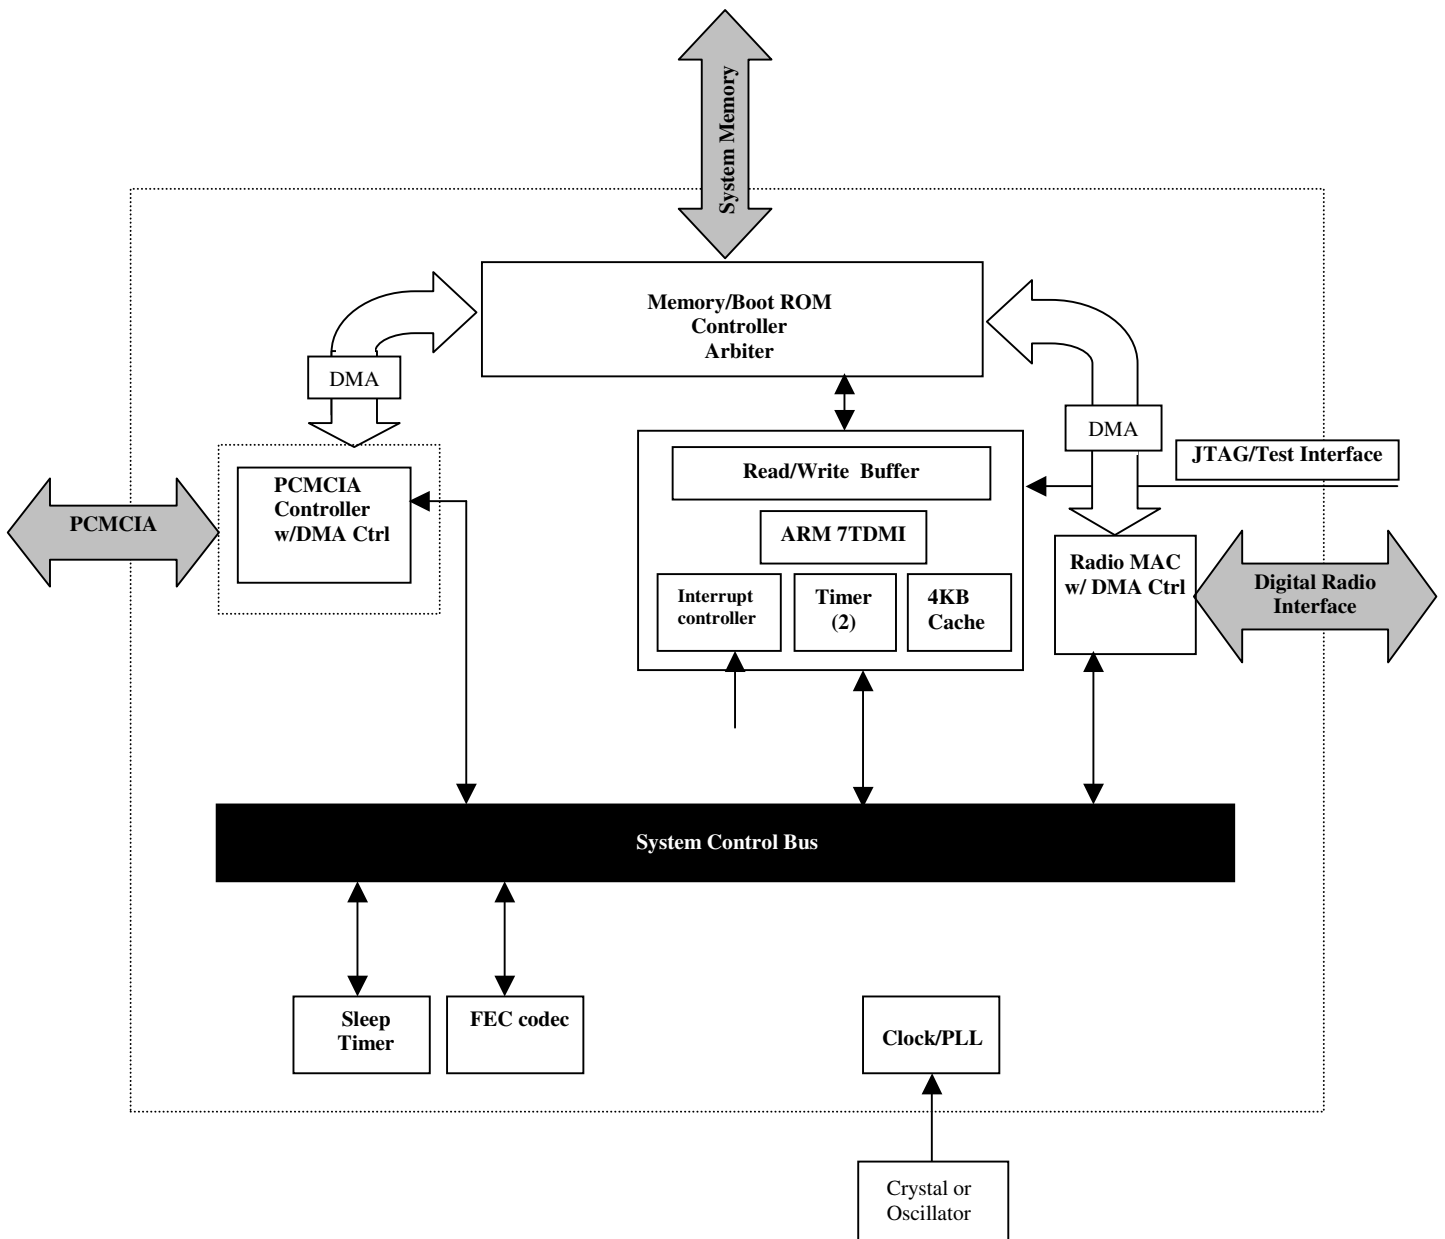 System Memory
Memory/Boot ROM
Controller
Arbiter
DMA
DMA
JTAG/Test Interface
Read/Write Buffer
PCMCIA
Controller
w/DMA Ctrl
PCMCIA
ARM 7TDMI
Radio MAC
w/ DMA Ctrl
Digital Radio
Interface
Interrupt
controller
Timer
(2)
4KB
Cache
System Control Bus
Sleep
Timer
FEC codec
Clock/PLL
Crystal or
Oscillator